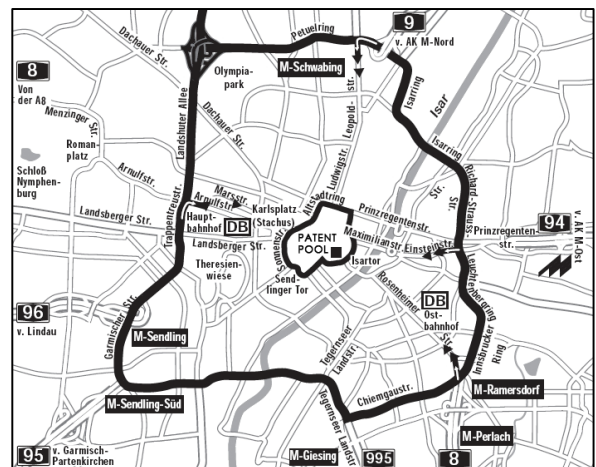 Petuelring
9
v. AK M-Nord
Dachauer Str.
8
Von
der A8
Olympia-
park
M-Schwabing
Leopold-
str.
Isarring
Isar
Menzinger Str.
Roman-
platz
Landshuter Allee
Dachauer Str.
Ludwigstr.
Isarring
Schloß
Nymphen-
burg
Arnulfstr.
Marsstr.
Arnulfstr.
Altstadtring
Richard-Strauss-
Str.
Str.
Trappentreustr.
Haupt-
bahnhof
DB
Karlsplatz
(Stachus)
Prinzregentenstr.
Prinzregenten-
str.
94
v. AK M-Ost
Landsberger Str.
Landsberger Str.
Sonnenstr.
PATENT
POOL
Maximilianstr.
Einsteinstr.
Isartor
Theresien-
wiese
Send-
linger Tor
Leuchtenbergring
Rosenheimer
Str.
DB
Ost-
bahnhof
96
v. Lindau
Garmischer Str.
M-Sendling
Tegernseer
Landstr.
Innsbrucker
Ring
M-Sendling-Süd
Chiemgaustr.
M-Ramersdorf
Tegernseer Landstr.
M-Perlach
95
v. Garmisch-
Partenkirchen
M-Giesing
995
8